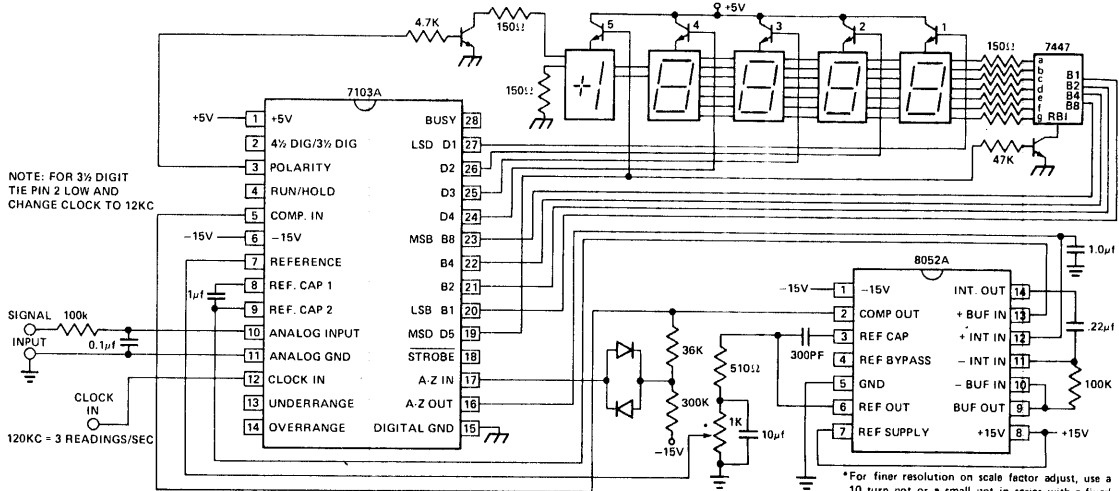 +5V
4.7K
150Ω
5
4
3
2
1
150Ω
7447
a
b
c
d
e
f
g
B1
B2
B4
B8
RBI
150Ω
+1
8
8
8
8
47K
7103A
+5V
1 +5V
BUSY 28
2 4½ DIG/3½ DIG
LSD D1 27
3 POLARITY
D2 26
NOTE: FOR 3½ DIGIT
TIE PIN 2 LOW AND
CHANGE CLOCK TO 12KC
4 RUN/HOLD
D3 25
5 COMP. IN
D4 24
-15V
6 -15V
MSB B8 23
7 REFERENCE
B4 22
1µf
8 REF. CAP 1
B2 21
9 REF. CAP 2
LSB B1 20
SIGNAL
INPUT
100k
0.1µf
10 ANALOG INPUT
MSD D5 19
11 ANALOG GND
STROBE 18
12 CLOCK IN
A-Z IN 17
CLOCK
IN
120KC = 3 READINGS/SEC
13 UNDERRANGE
A-Z OUT 16
14 OVERRANGE
DIGITAL GND 15
36K
300K
-15V
510Ω
*
1K
10µf
300PF
1.0µf
8052A
-15V
1 -15V
INT. OUT 14
2 COMP OUT
+ BUF IN 13
3 REF CAP
+ INT IN 12
4 REF BYPASS
- INT IN 11
5 GND
- BUF IN 10
6 REF OUT
BUF OUT 9
7 REF SUPPLY
+15V 8
+15V
.22µf
100K
*For finer resolution on scale factor adjust, use a